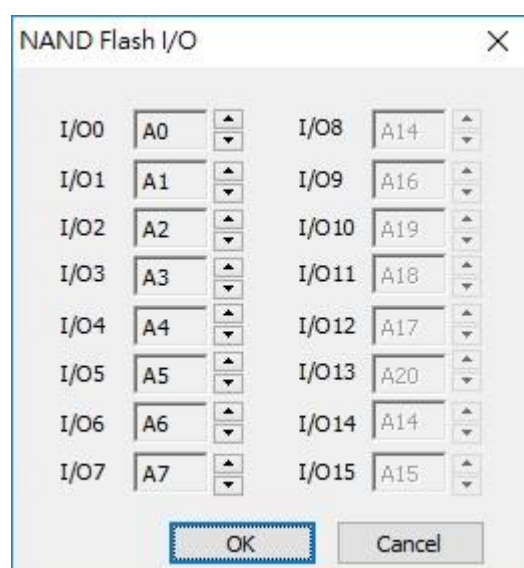 NAND Flash I/O
I/O0 A0 I/O8 A14
I/O1 A1 I/O9 A16
I/O2 A2 I/O10 A19
I/O3 A3 I/O11 A18
I/O4 A4 I/O12 A17
I/O5 A5 I/O13 A20
I/O6 A6 I/O14 A14
I/O7 A7 I/O15 A15
OK Cancel